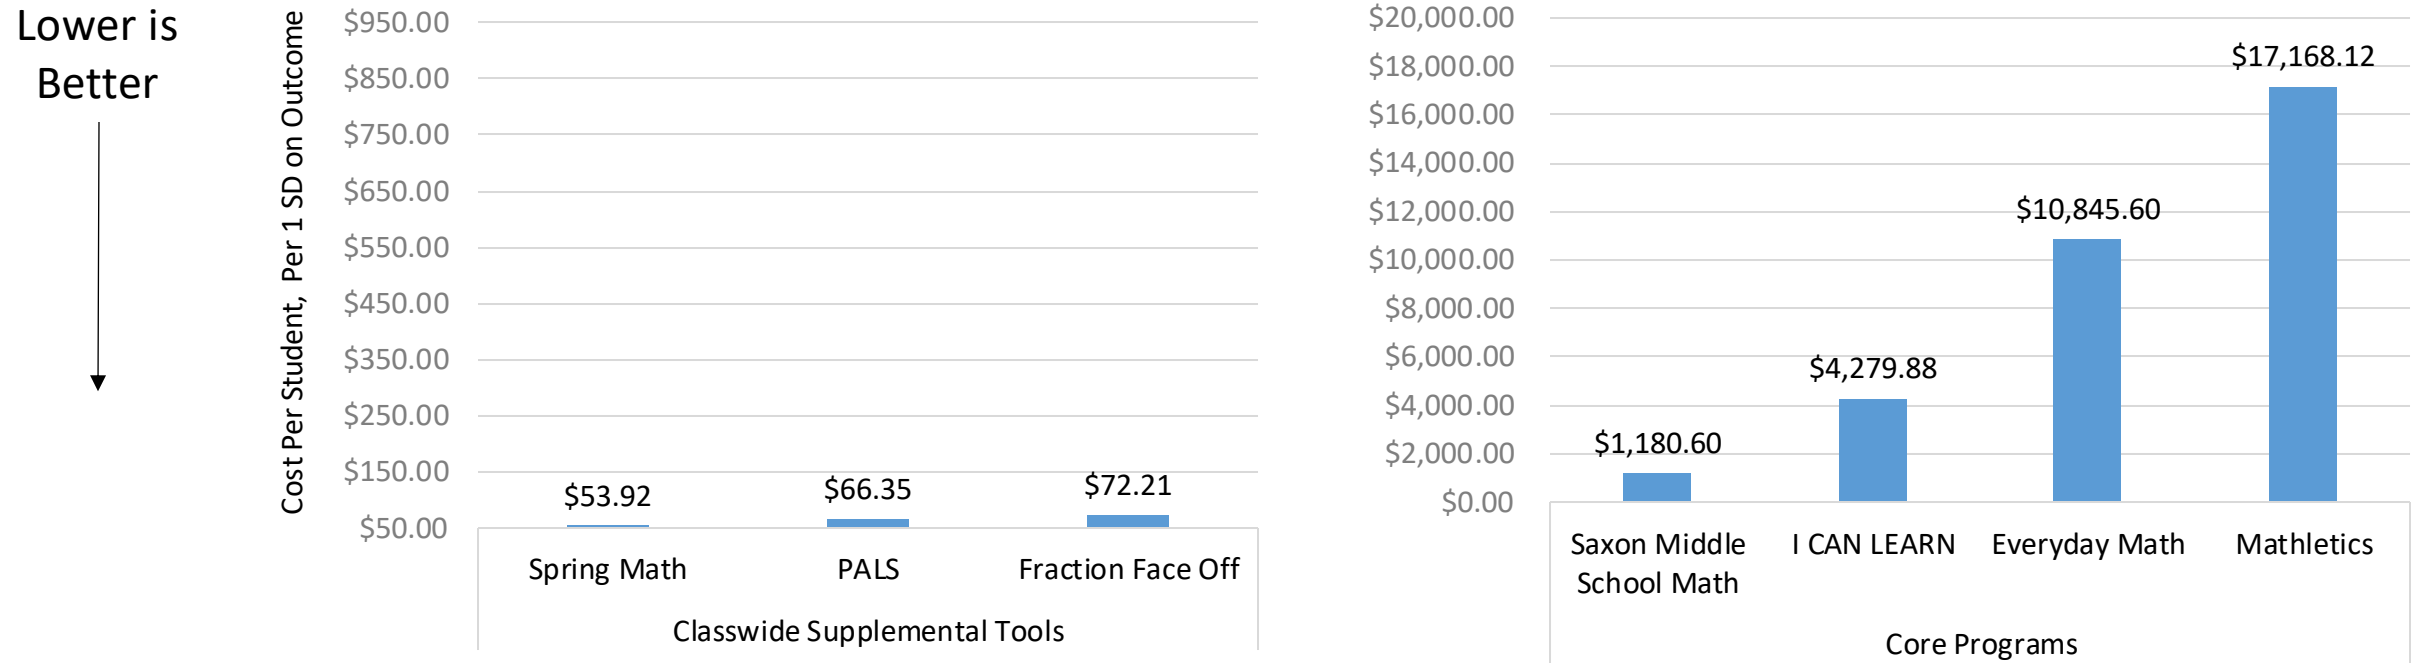 Lower is
Better
Cost Per Student, Per 1 SD on Outcome
$950.00
$850.00
$750.00
$650.00
$550.00
$450.00
$350.00
$250.00
$150.00
$50.00
$53.92
$66.35
$72.21
Spring Math
PALS
Fraction Face Off
Classwide Supplemental Tools
$20,000.00
$18,000.00
$16,000.00
$14,000.00
$12,000.00
$10,000.00
$8,000.00
$6,000.00
$4,000.00
$2,000.00
$0.00
$1,180.60
$4,279.88
$10,845.60
$17,168.12
Saxon Middle
School Math
I CAN LEARN
Everyday Math
Mathletics
Core Programs